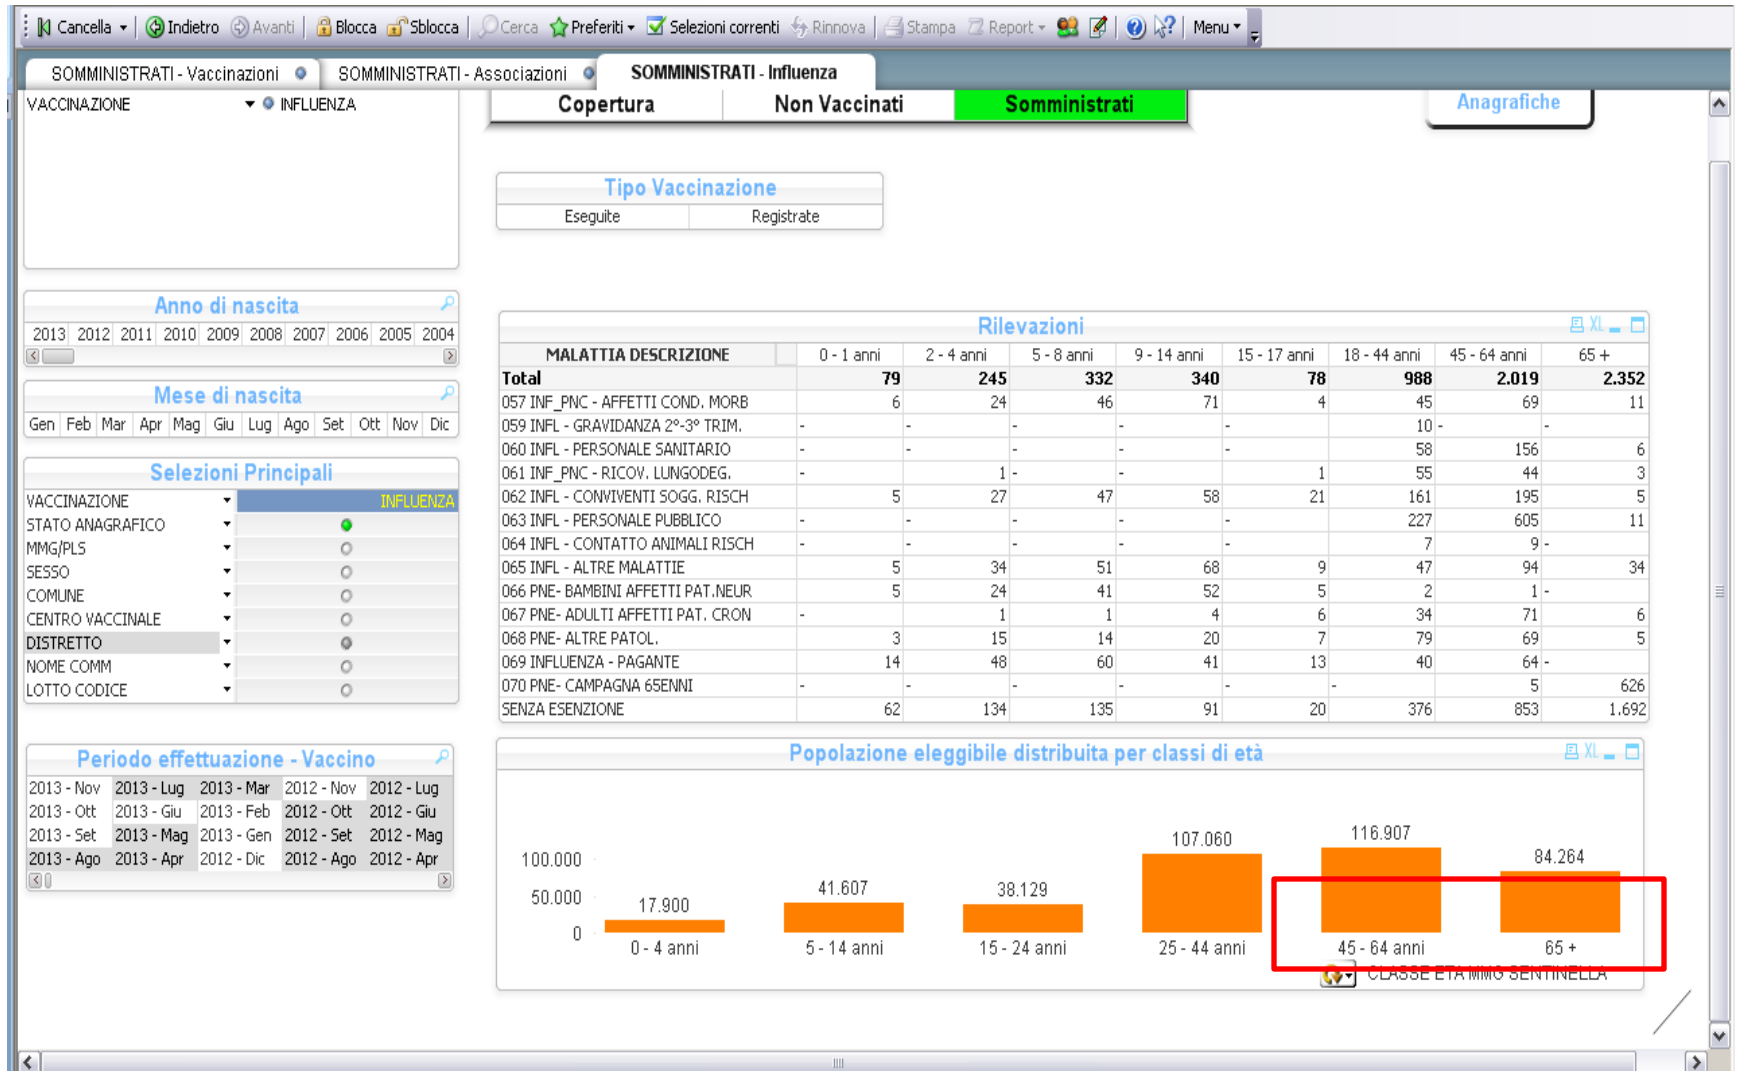 Cancella Indietro Avanti Blocca Sblocca Cerca Preferiti Selezioni correnti Rinnova Stampa Report Menu
SOMMINISTRATI - Vaccinazioni SOMMINISTRATI - Associazioni SOMMINISTRATI - Influenza
VACCINAZIONE INFLUENZA
Copertura Non Vaccinati Somministrati Anagrafiche
Tipo Vaccinazione
Eseguite Registrate
Anno di nascita
2013 2012 2011 2010 2009 2008 2007 2006 2005 2004
Mese di nascita
Gen Feb Mar Apr Mag Giu Lug Ago Set Ott Nov Dic
Selezioni Principali
VACCINAZIONE INFLUENZA
STATO ANAGRAFICO
MMG/PLS
SESSO
COMUNE
CENTRO VACCINALE
DISTRETTO
NOME COMM
LOTTO CODICE
Periodo effettuazione - Vaccino
2013 - Nov 2013 - Lug 2013 - Mar 2012 - Nov 2012 - Lug
2013 - Ott 2013 - Giu 2013 - Feb 2012 - Ott 2012 - Giu
2013 - Set 2013 - Mag 2013 - Gen 2012 - Set 2012 - Mag
2013 - Ago 2013 - Apr 2012 - Dic 2012 - Ago 2012 - Apr
Rilevazioni XL
MALATTIA DESCRIZIONE 0 - 1 anni 2 - 4 anni 5 - 8 anni 9 - 14 anni 15 - 17 anni 18 - 44 anni 45 - 64 anni 65 +
Total 79 245 332 340 78 988 2.019 2.352
057 INF_PNC - AFFETTI COND. MORB 6 24 46 71 4 45 69 11
059 INFL - GRAVIDANZA 2°-3° TRIM. - - - - - 10 - -
060 INFL - PERSONALE SANITARIO - - - - - 58 156 6
061 INF_PNC - RICOV. LUNGODEG. - 1 - - 1 55 44 3
062 INFL - CONVIVENTI SOGG. RISCH 5 27 47 58 21 161 195 5
063 INFL - PERSONALE PUBBLICO - - - - - 227 605 11
064 INFL - CONTATTO ANIMALI RISCH - - - - - 7 9 -
065 INFL - ALTRE MALATTIE 5 34 51 68 9 47 94 34
066 PNE- BAMBINI AFFETTI PAT.NEUR 5 24 41 52 5 2 1 -
067 PNE- ADULTI AFFETTI PAT. CRON - 1 1 4 6 34 71 6
068 PNE- ALTRE PATOL. 3 15 14 20 7 79 69 5
069 INFLUENZA - PAGANTE 14 48 60 41 13 40 64 -
070 PNE- CAMPAGNA 65ENNI - - - - - - 5 626
SENZA ESENZIONE 62 134 135 91 20 376 853 1.692
Popolazione eleggibile distribuita per classi di età XL
100.000
50.000
0
17.900 41.607 38.129 107.060 116.907 84.264
0 - 4 anni 5 - 14 anni 15 - 24 anni 25 - 44 anni 45 - 64 anni 65 +
CLASSE ETA MMG SENTINELLA